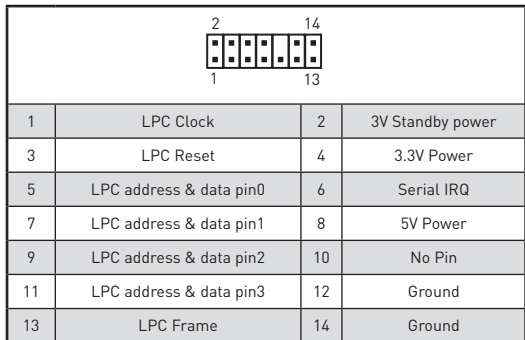 2 14
1 13
1 LPC Clock 2 3V Standby power
3 LPC Reset 4 3.3V Power
5 LPC address & data pin0 6 Serial IRQ
7 LPC address & data pin1 8 5V Power
9 LPC address & data pin2 10 No Pin
11 LPC address & data pin3 12 Ground
13 LPC Frame 14 Ground